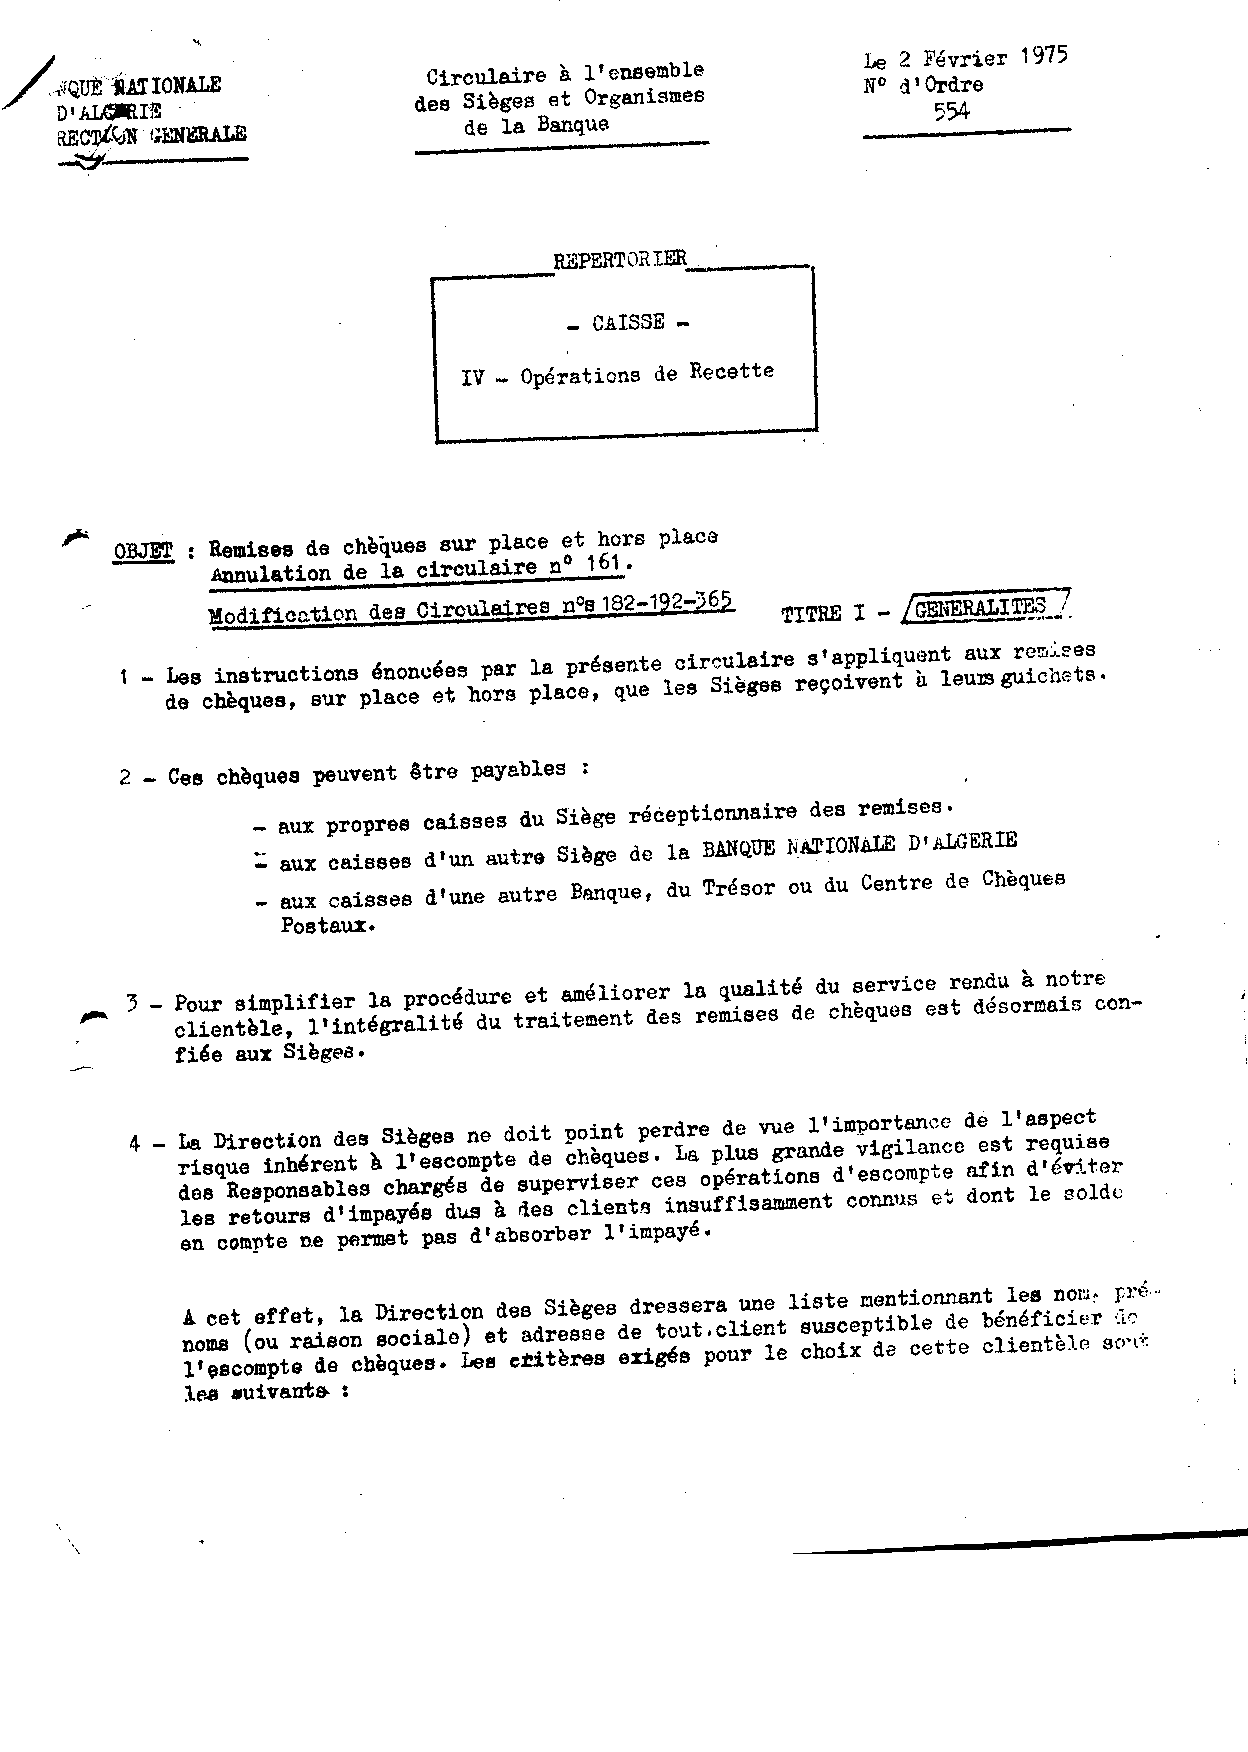 QUE NATIONALE
D'ALGERIE
RECTION GENERALE
Circulaire à l'ensemble
des Sièges et Organismes
de la Banque
Le 2 Février 1975
N° d'Ordre
554
REPERTORIER
- CAISSE -
IV - Opérations de Recette
OBJET : Remises de chèques sur place et hors place
Annulation de la circulaire n° 161.
Modification des Circulaires n°s 182-192-365
TITRE I - /GENERALITES/
1 - Les instructions énoncées par la présente circulaire s'appliquent aux remises
de chèques, sur place et hors place, que les Sièges reçoivent à leurs guichets.
2 - Ces chèques peuvent être payables :
- aux propres caisses du Siège réceptionnaire des remises.
- aux caisses d'un autre Siège de la BANQUE NATIONALE D'ALGERIE
- aux caisses d'une autre Banque, du Trésor ou du Centre de Chèques
Postaux.
3 - Pour simplifier la procédure et améliorer la qualité du service rendu à notre
clientèle, l'intégralité du traitement des remises de chèques est désormais con-
fiée aux Sièges.
4 - La Direction des Sièges ne doit point perdre de vue l'importance de l'aspect
risque inhérent à l'escompte de chèques. La plus grande vigilance est requise
des Responsables chargés de superviser ces opérations d'escompte afin d'éviter
les retours d'impayés dus à des clients insuffisamment connus et dont le solde
en compte ne permet pas d'absorber l'impayé.
A cet effet, la Direction des Sièges dressera une liste mentionnant les nom, pré-
noms (ou raison sociale) et adresse de tout client susceptible de bénéficier de
l'escompte de chèques. Les critères exigés pour le choix de cette clientèle sont
les suivants :